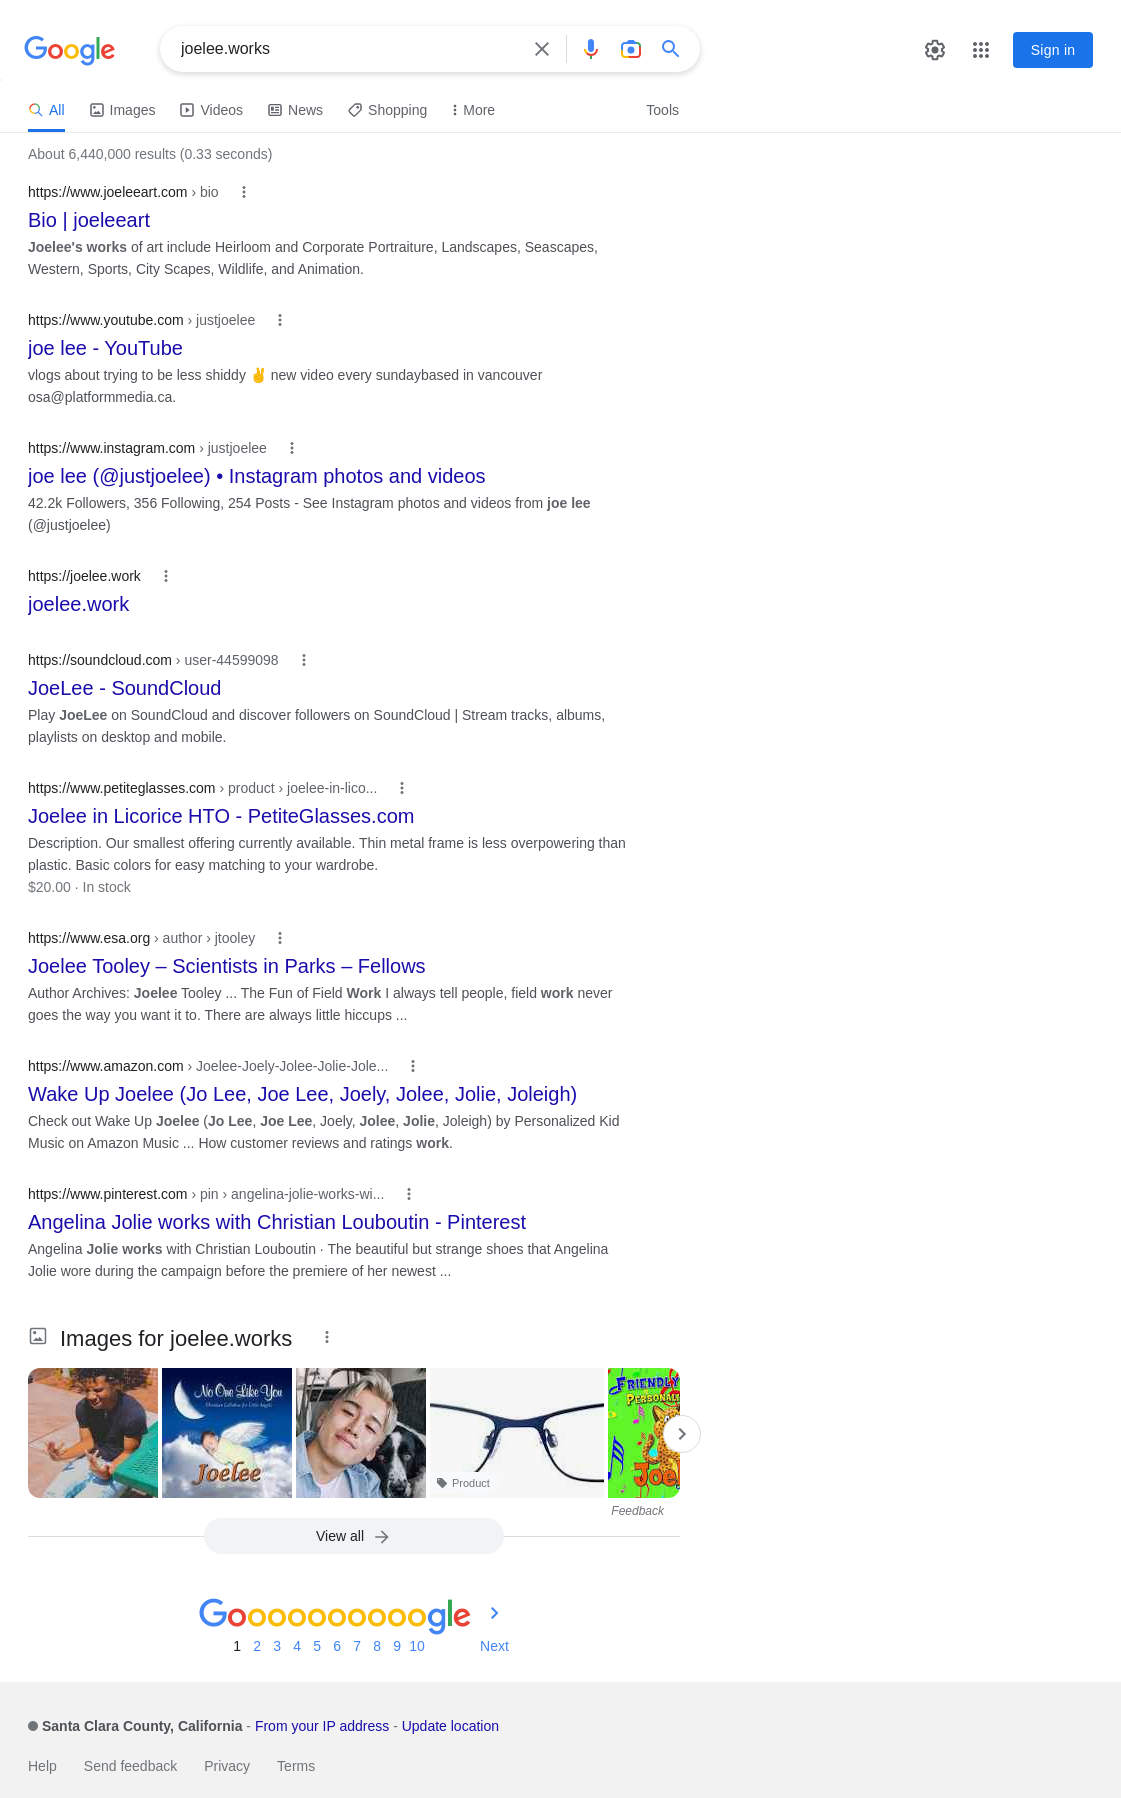 Google
joelee.works
Sign in
All Images Videos News Shopping More Tools
About 6,440,000 results (0.33 seconds)
https://www.joeleeart.com › bio
Bio | joeleeart
Joelee's works of art include Heirloom and Corporate Portraiture, Landscapes, Seascapes,
Western, Sports, City Scapes, Wildlife, and Animation.
https://www.youtube.com › justjoelee
joe lee - YouTube
vlogs about trying to be less shiddy ✌ new video every sundaybased in vancouver
osa@platformmedia.ca.
https://www.instagram.com › justjoelee
joe lee (@justjoelee) • Instagram photos and videos
42.2k Followers, 356 Following, 254 Posts - See Instagram photos and videos from joe lee
(@justjoelee)
https://joelee.work
joelee.work
https://soundcloud.com › user-44599098
JoeLee - SoundCloud
Play JoeLee on SoundCloud and discover followers on SoundCloud | Stream tracks, albums,
playlists on desktop and mobile.
https://www.petiteglasses.com › product › joelee-in-lico...
Joelee in Licorice HTO - PetiteGlasses.com
Description. Our smallest offering currently available. Thin metal frame is less overpowering than
plastic. Basic colors for easy matching to your wardrobe.
$20.00 · In stock
https://www.esa.org › author › jtooley
Joelee Tooley – Scientists in Parks – Fellows
Author Archives: Joelee Tooley ... The Fun of Field Work I always tell people, field work never
goes the way you want it to. There are always little hiccups ...
https://www.amazon.com › Joelee-Joely-Jolee-Jolie-Jole...
Wake Up Joelee (Jo Lee, Joe Lee, Joely, Jolee, Jolie, Joleigh)
Check out Wake Up Joelee (Jo Lee, Joe Lee, Joely, Jolee, Jolie, Joleigh) by Personalized Kid
Music on Amazon Music ... How customer reviews and ratings work.
https://www.pinterest.com › pin › angelina-jolie-works-wi...
Angelina Jolie works with Christian Louboutin - Pinterest
Angelina Jolie works with Christian Louboutin · The beautiful but strange shoes that Angelina
Jolie wore during the campaign before the premiere of her newest ...
Images for joelee.works
No One Like You
Christian Lullabies for Little Angels
Joelee
Product
FRIENDLY
PERSONAL
Joel
Feedback
View all
Goooooooooogle
1 2 3 4 5 6 7 8 9 10 Next
Santa Clara County, California - From your IP address - Update location
Help Send feedback Privacy Terms